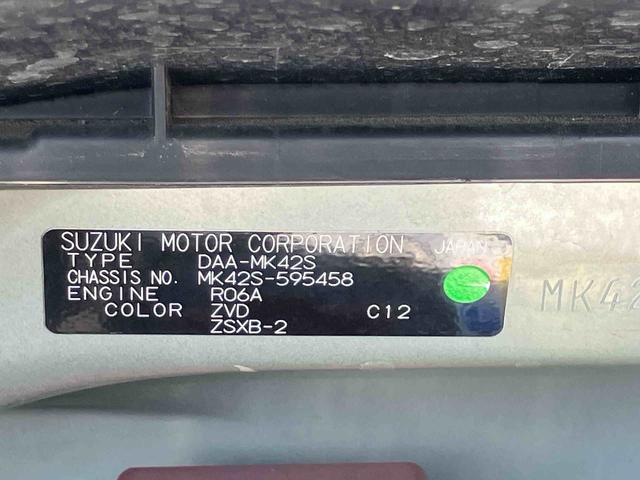 SUZUKI MOTOR CORPORATION JAPAN
TYPE DAA-MK42S
CHASSIS NO. MK42S-595458
ENGINE R06A
COLOR ZVD C12
ZSXB-2
MK42